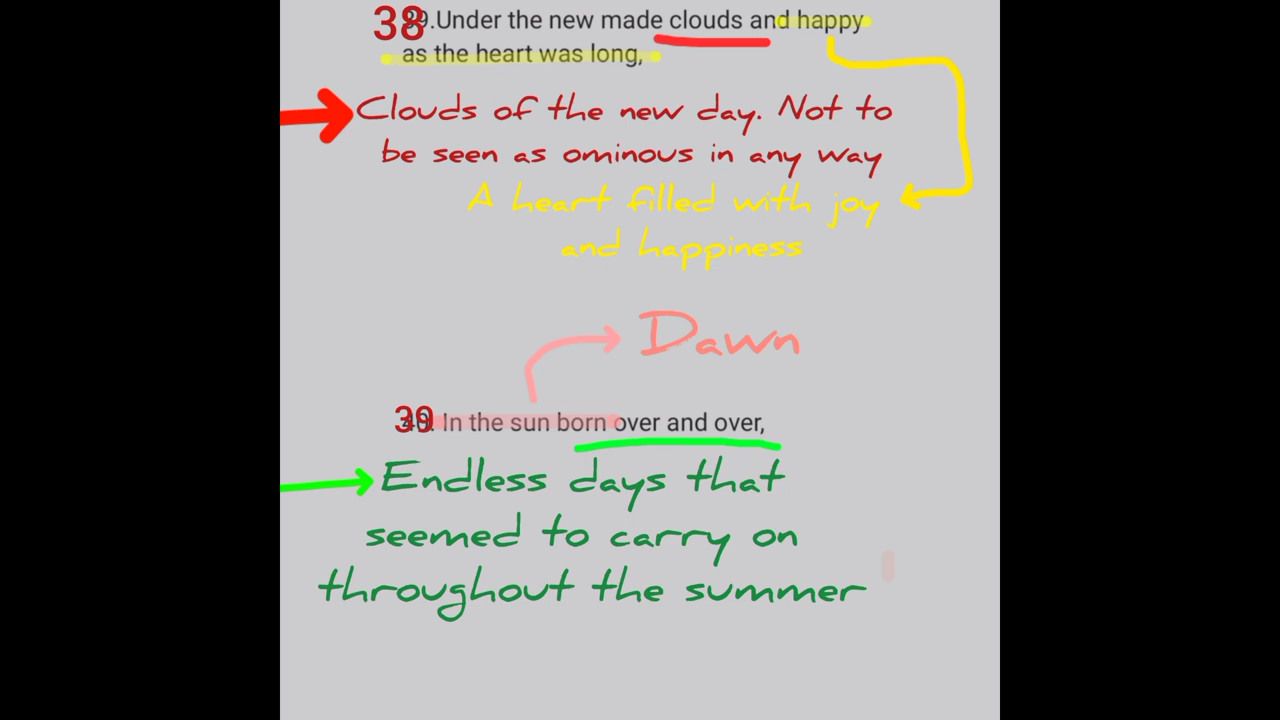 38 39.Under the new made clouds and happy
as the heart was long,
Clouds of the new day. Not to
be seen as ominous in any way
A heart filled with joy
and happiness
Dawn
39 40. In the sun born over and over,
Endless days that
seemed to carry on
throughout the summer